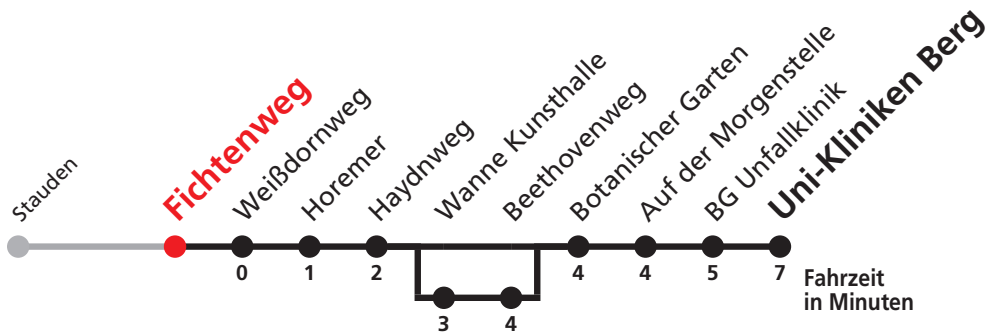 Stauden
Fichtenweg
Weißdornweg
Horemer
Haydnweg
Wanne Kunsthalle
Beethovenweg
Botanischer Garten
Auf der Morgenstelle
BG Unfallklinik
Uni-Kliniken Berg
0 1 2 4 4 5 7
3 4
Fahrzeit
in Minuten